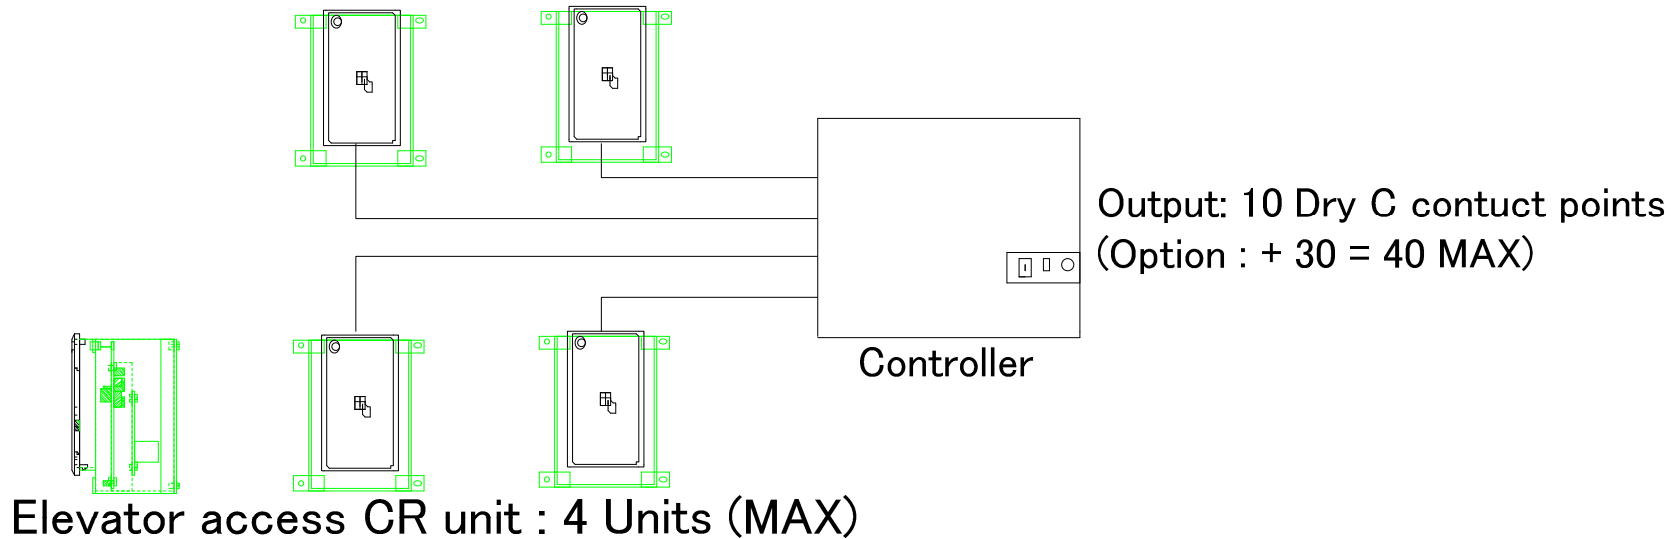 Output: 10 Dry C contuct points
(Option : + 30 = 40 MAX)
Controller
Elevator access CR unit : 4 Units (MAX)